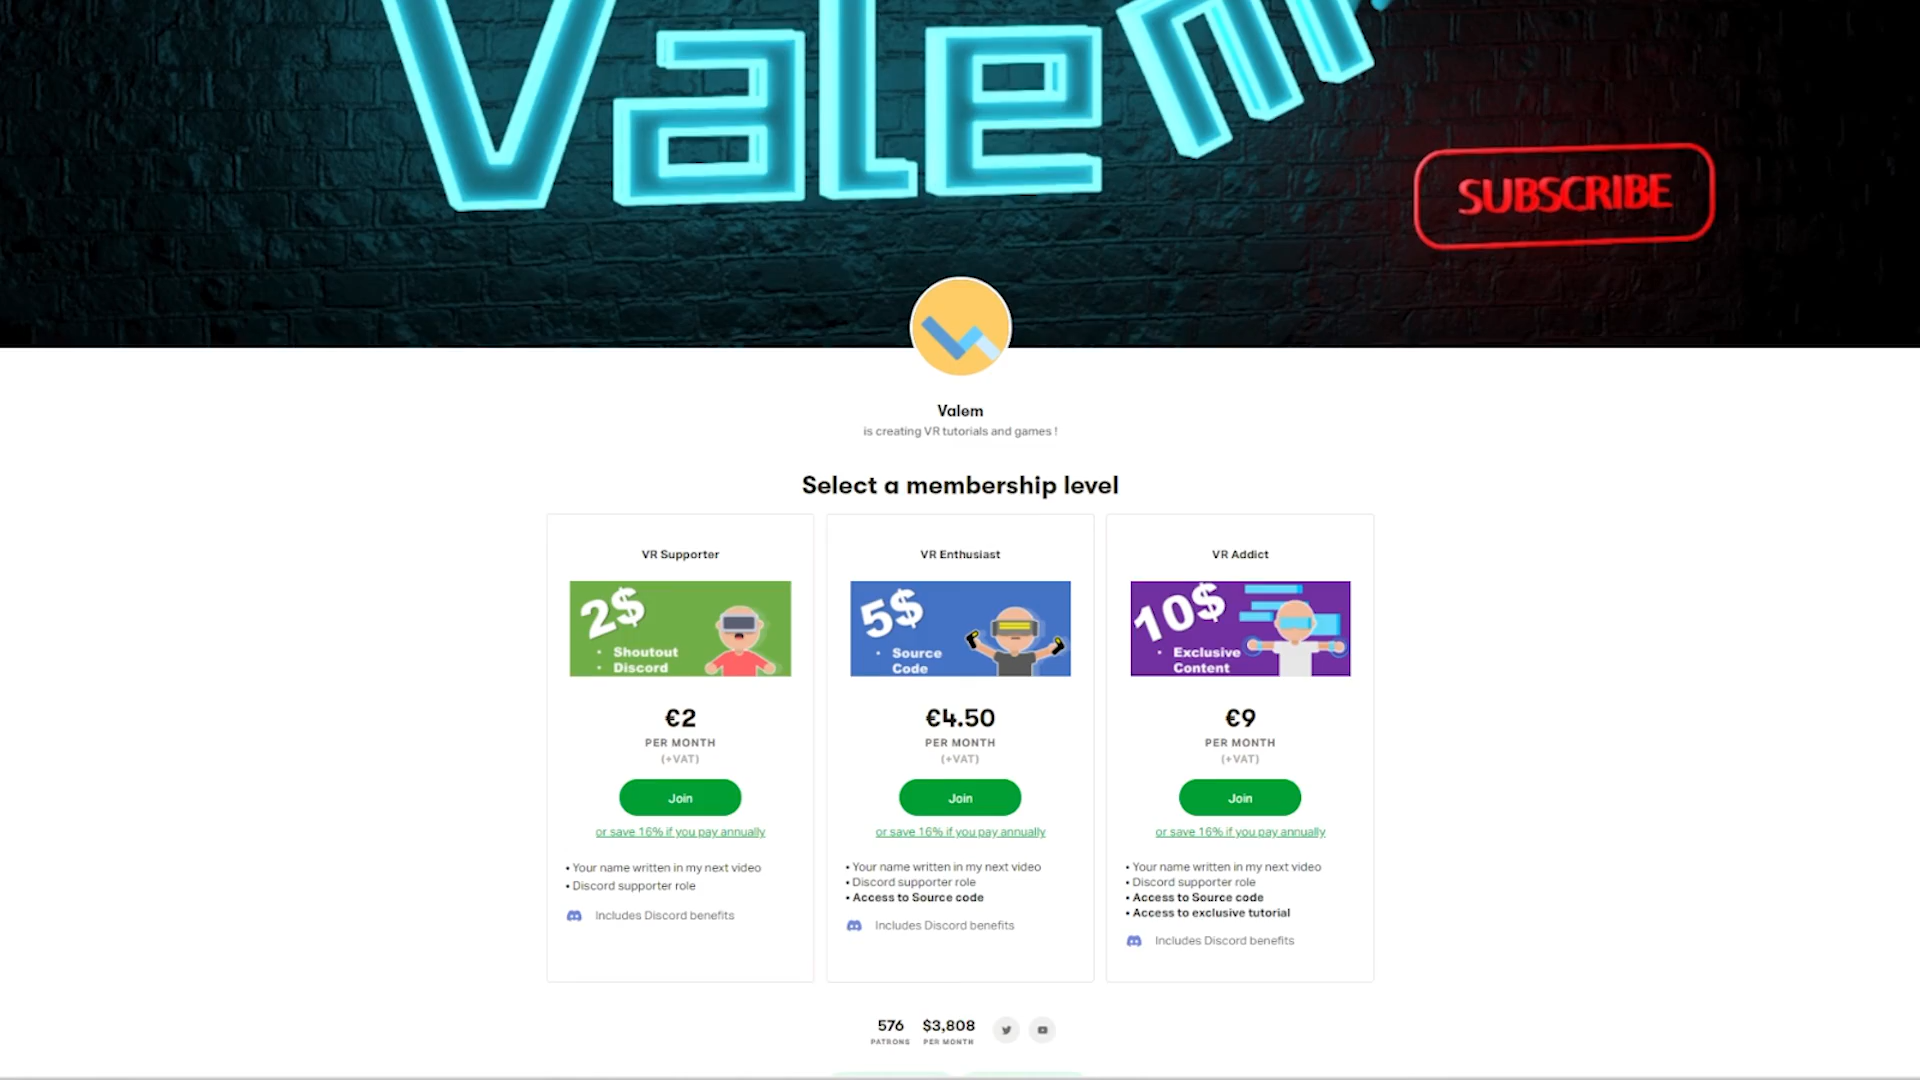 Valem
SUBSCRIBE
Valem
is creating VR tutorials and games !
Select a membership level
VR Supporter
2$
• Shoutout
• Discord
€2
PER MONTH
(+VAT)
Join
or save 16% if you pay annually
• Your name written in my next video
• Discord supporter role
Includes Discord benefits
VR Enthusiast
5$
• Source
Code
€4.50
PER MONTH
(+VAT)
Join
or save 16% if you pay annually
• Your name written in my next video
• Discord supporter role
• Access to Source code
Includes Discord benefits
VR Addict
10$
• Exclusive
Content
€9
PER MONTH
(+VAT)
Join
or save 16% if you pay annually
• Your name written in my next video
• Discord supporter role
• Access to Source code
• Access to exclusive tutorial
Includes Discord benefits
576 $3,808
PATRONS PER MONTH